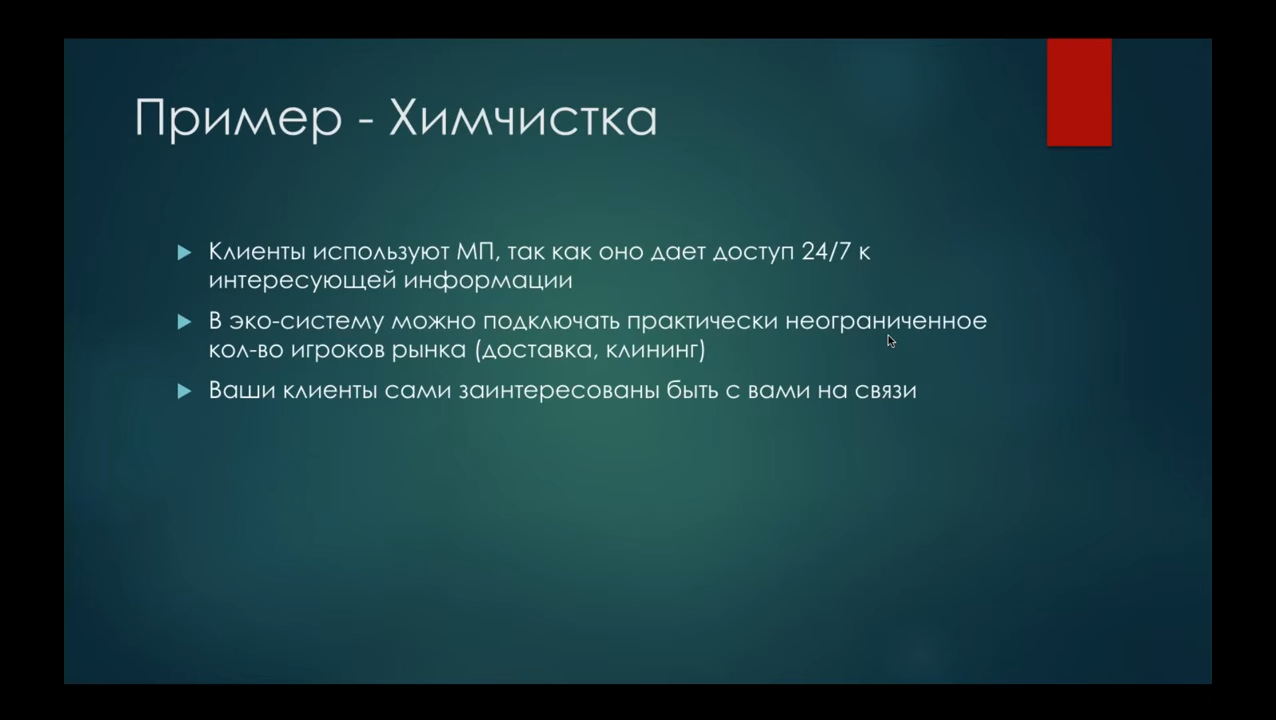 Пример - Химчистка
Клиенты используют МП, так как оно дает доступ 24/7 к
интересующей информации
В эко-систему можно подключать практически неограниченное
кол-во игроков рынка (доставка, клининг)
Ваши клиенты сами заинтересованы быть с вами на связи